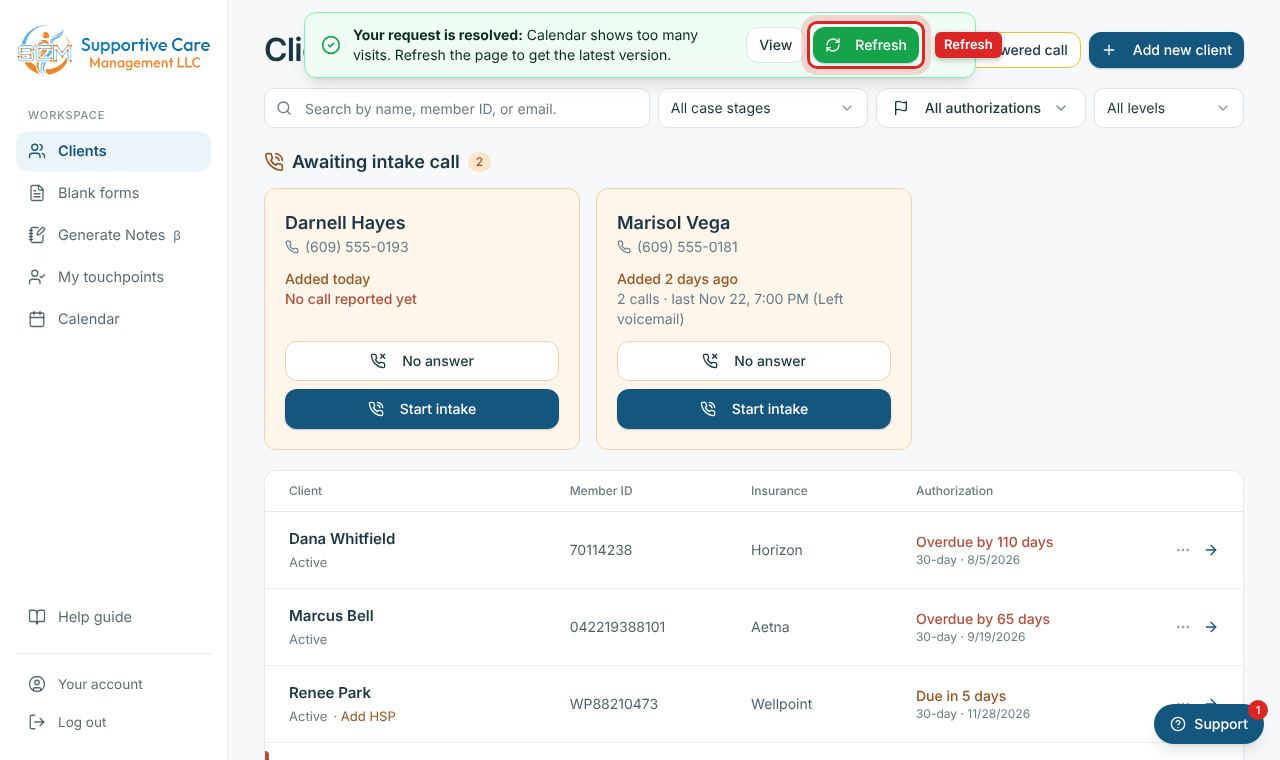 SCM
Supportive Care
Management LLC
WORKSPACE
Clients
Blank forms
Generate Notes β
My touchpoints
Calendar
Help guide
Your account
Log out
Your request is resolved: Calendar shows too many
visits. Refresh the page to get the latest version.
View
Refresh
Refresh
call
Add new client
Search by name, member ID, or email.
All case stages
All authorizations
All levels
Awaiting intake call 2
Darnell Hayes
(609) 555-0193
Added today
No call reported yet
No answer
Start intake
Marisol Vega
(609) 555-0181
Added 2 days ago
2 calls · last Nov 22, 7:00 PM (Left
voicemail)
No answer
Start intake
Client Member ID Insurance Authorization
Dana Whitfield
Active
70114238
Horizon
Overdue by 110 days
30-day · 8/5/2026
Marcus Bell
Active
042219388101
Aetna
Overdue by 65 days
30-day · 9/19/2026
Renee Park
Active · Add HSP
WP88210473
Wellpoint
Due in 5 days
30-day · 11/28/2026
Support
1